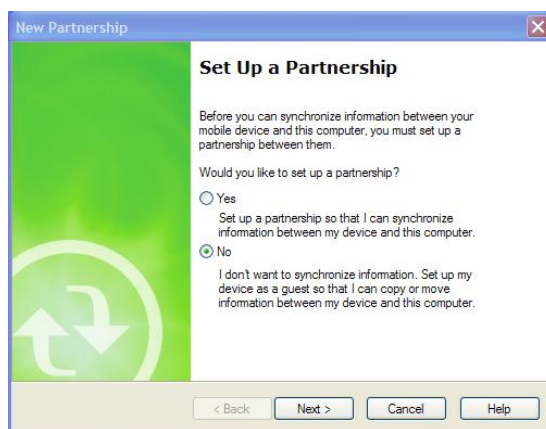 New Partnership
Set Up a Partnership
Before you can synchronize information between your
mobile device and this computer, you must set up a
partnership between them.
Would you like to set up a partnership?
Yes
Set up a partnership so that I can synchronize
information between my device and this computer.
No
I don't want to synchronize information. Set up my
device as a guest so that I can copy or move
information between my device and this computer.
< Back Next > Cancel Help